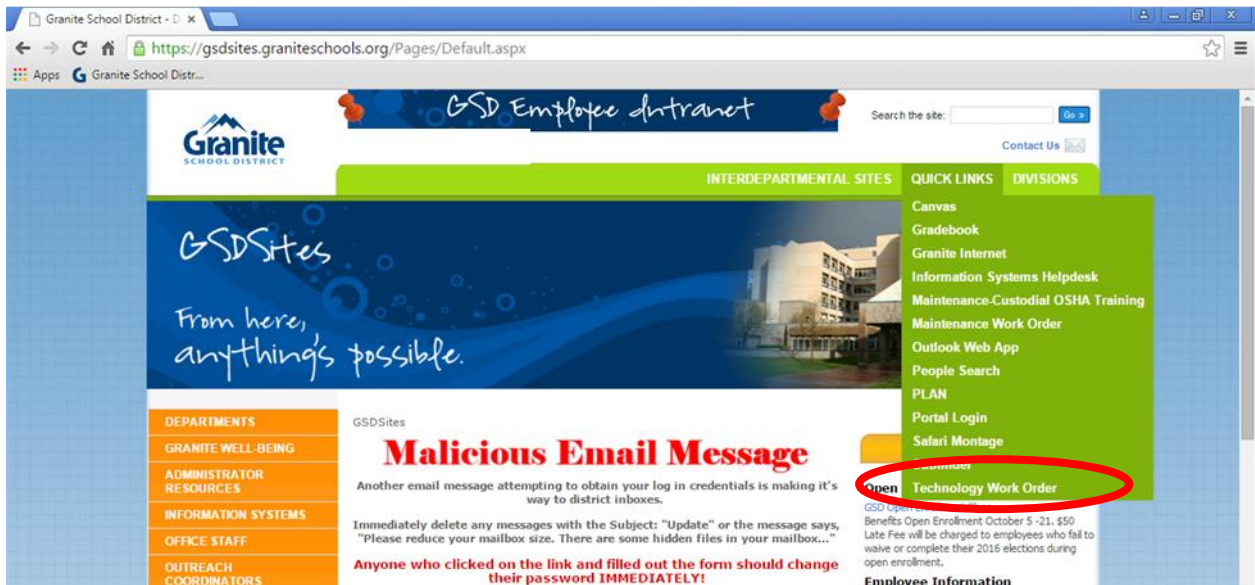 Granite School District - D
https://gsdsites.graniteschools.org/Pages/Default.aspx
Apps
Granite School Distr...
GSD Employee Intranet
Search the site:
Go »
Granite
SCHOOL DISTRICT
Contact Us
INTERDEPARTMENTAL SITES
QUICK LINKS
DIVISIONS
Canvas
Gradebook
Granite Internet
Information Systems Helpdesk
Maintenance-Custodial OSHA Training
Maintenance Work Order
Outlook Web App
People Search
PLAN
Portal Login
Safari Montage
Technology Work Order
GSDSites
From here,
anything's possible.
DEPARTMENTS
GRANITE WELL-BEING
ADMINISTRATOR
RESOURCES
INFORMATION SYSTEMS
OFFICE STAFF
OUTREACH
COORDINATORS
GSDSites
Malicious Email Message
Another email message attempting to obtain your log in credentials is making it's
way to district inboxes.
Immediately delete any messages with the Subject: "Update" or the message says,
"Please reduce your mailbox size. There are some hidden files in your mailbox..."
Anyone who clicked on the link and filled out the form should change
their password IMMEDIATELY!
Open
GSD Open
Benefits Open Enrollment October 5 -21. $50
Late Fee will be charged to employees who fail to
waive or complete their 2016 elections during
open enrollment.
Employee Information